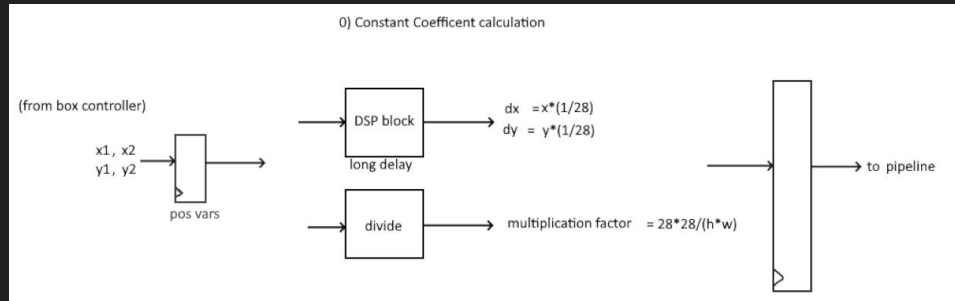 0) Constant Coefficent calculation
(from box controller)
x1, x2
y1, y2
pos vars
DSP block
long delay
dx =x*(1/28)
dy = y*(1/28)
divide
multiplication factor = 28*28/(h*w)
to pipeline